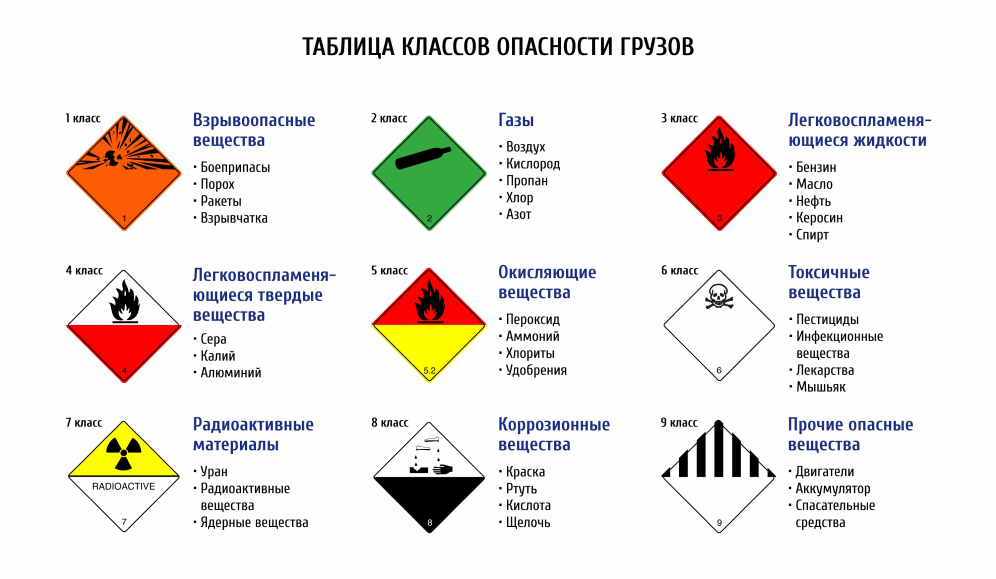 ТАБЛИЦА КЛАССОВ ОПАСНОСТИ ГРУЗОВ
1 класс
1
Взрывоопасные
вещества
• Боеприпасы
• Порох
• Ракеты
• Взрывчатка
2 класс
2
Газы
• Воздух
• Кислород
• Пропан
• Хлор
• Азот
3 класс
3
Легковоспламеня-
ющиеся жидкости
• Бензин
• Масло
• Нефть
• Керосин
• Спирт
4 класс
4
Легковоспламеня-
ющиеся твердые
вещества
• Сера
• Калий
• Алюминий
5 класс
5.2
Окисляющие
вещества
• Пероксид
• Аммоний
• Хлориты
• Удобрения
6 класс
6
Токсичные
вещества
• Пестициды
• Инфекционные
вещества
• Лекарства
• Мышьяк
7 класс
RADIOACTIVE
7
Радиоактивные
материалы
• Уран
• Радиоактивные
вещества
• Ядерные вещества
8 класс
8
Коррозионные
вещества
• Краска
• Ртуть
• Кислота
• Щелочь
9 класс
9
Прочие опасные
вещества
• Двигатели
• Аккумулятор
• Спасательные
средства